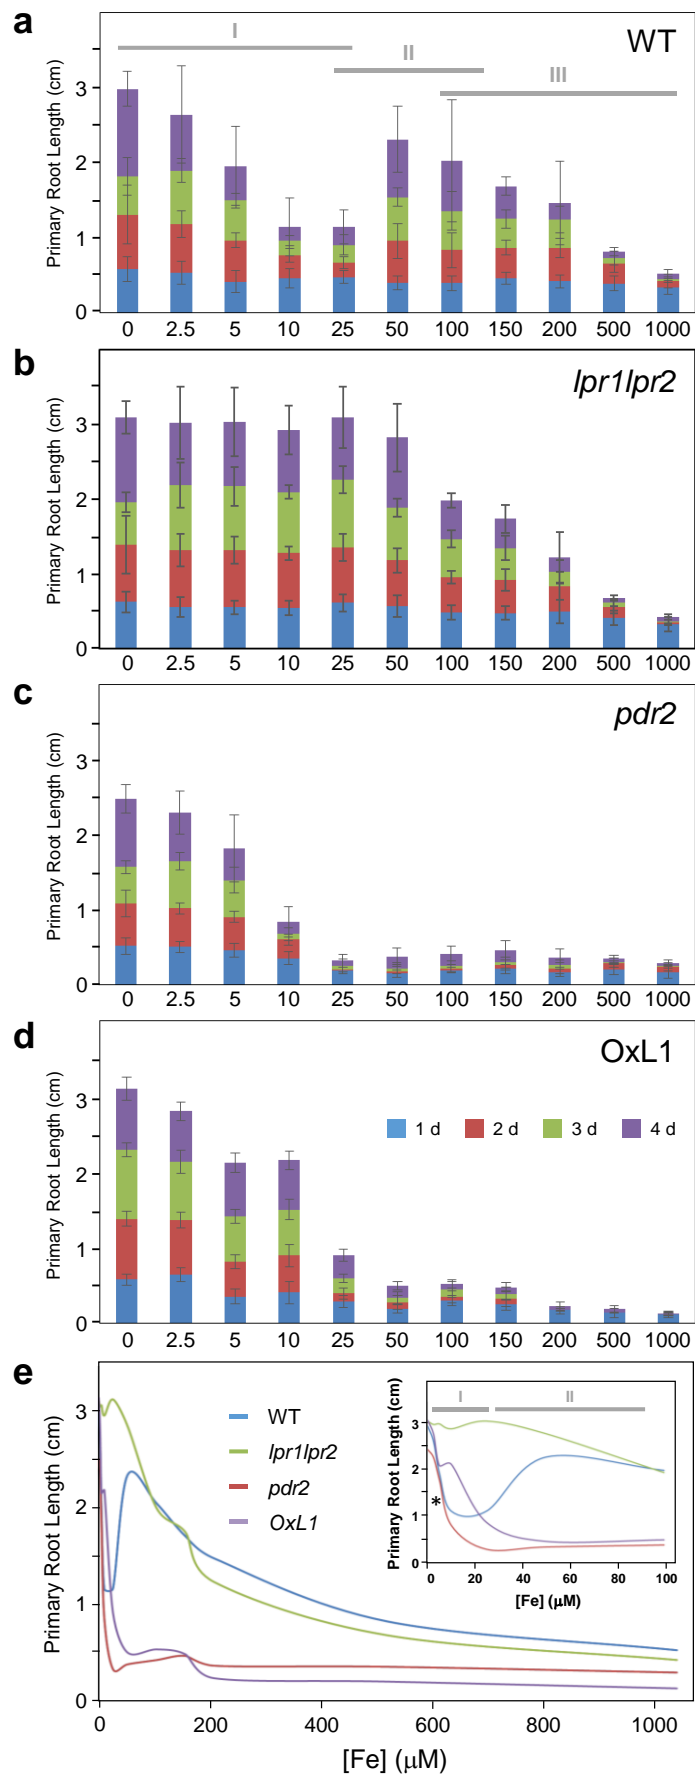 a
WT
I
II
III
Primary Root Length (cm)
3
2
1
0
0 2.5 5 10 25 50 100 150 200 500 1000
b
lpr1lpr2
Primary Root Length (cm)
3
2
1
0
0 2.5 5 10 25 50 100 150 200 500 1000
c
pdr2
Primary Root Length (cm)
3
2
1
0
0 2.5 5 10 25 50 100 150 200 500 1000
d
OxL1
1 d 2 d 3 d 4 d
Primary Root Length (cm)
3
2
1
0
0 2.5 5 10 25 50 100 150 200 500 1000
e
WT
lpr1lpr2
pdr2
OxL1
Primary Root Length (cm)
3
2
1
0
0 200 400 600 800 1000
[Fe] (µM)
I II
Primary Root Length (cm)
3
2
1
0
*
0 20 40 60 80 100
[Fe] (µM)